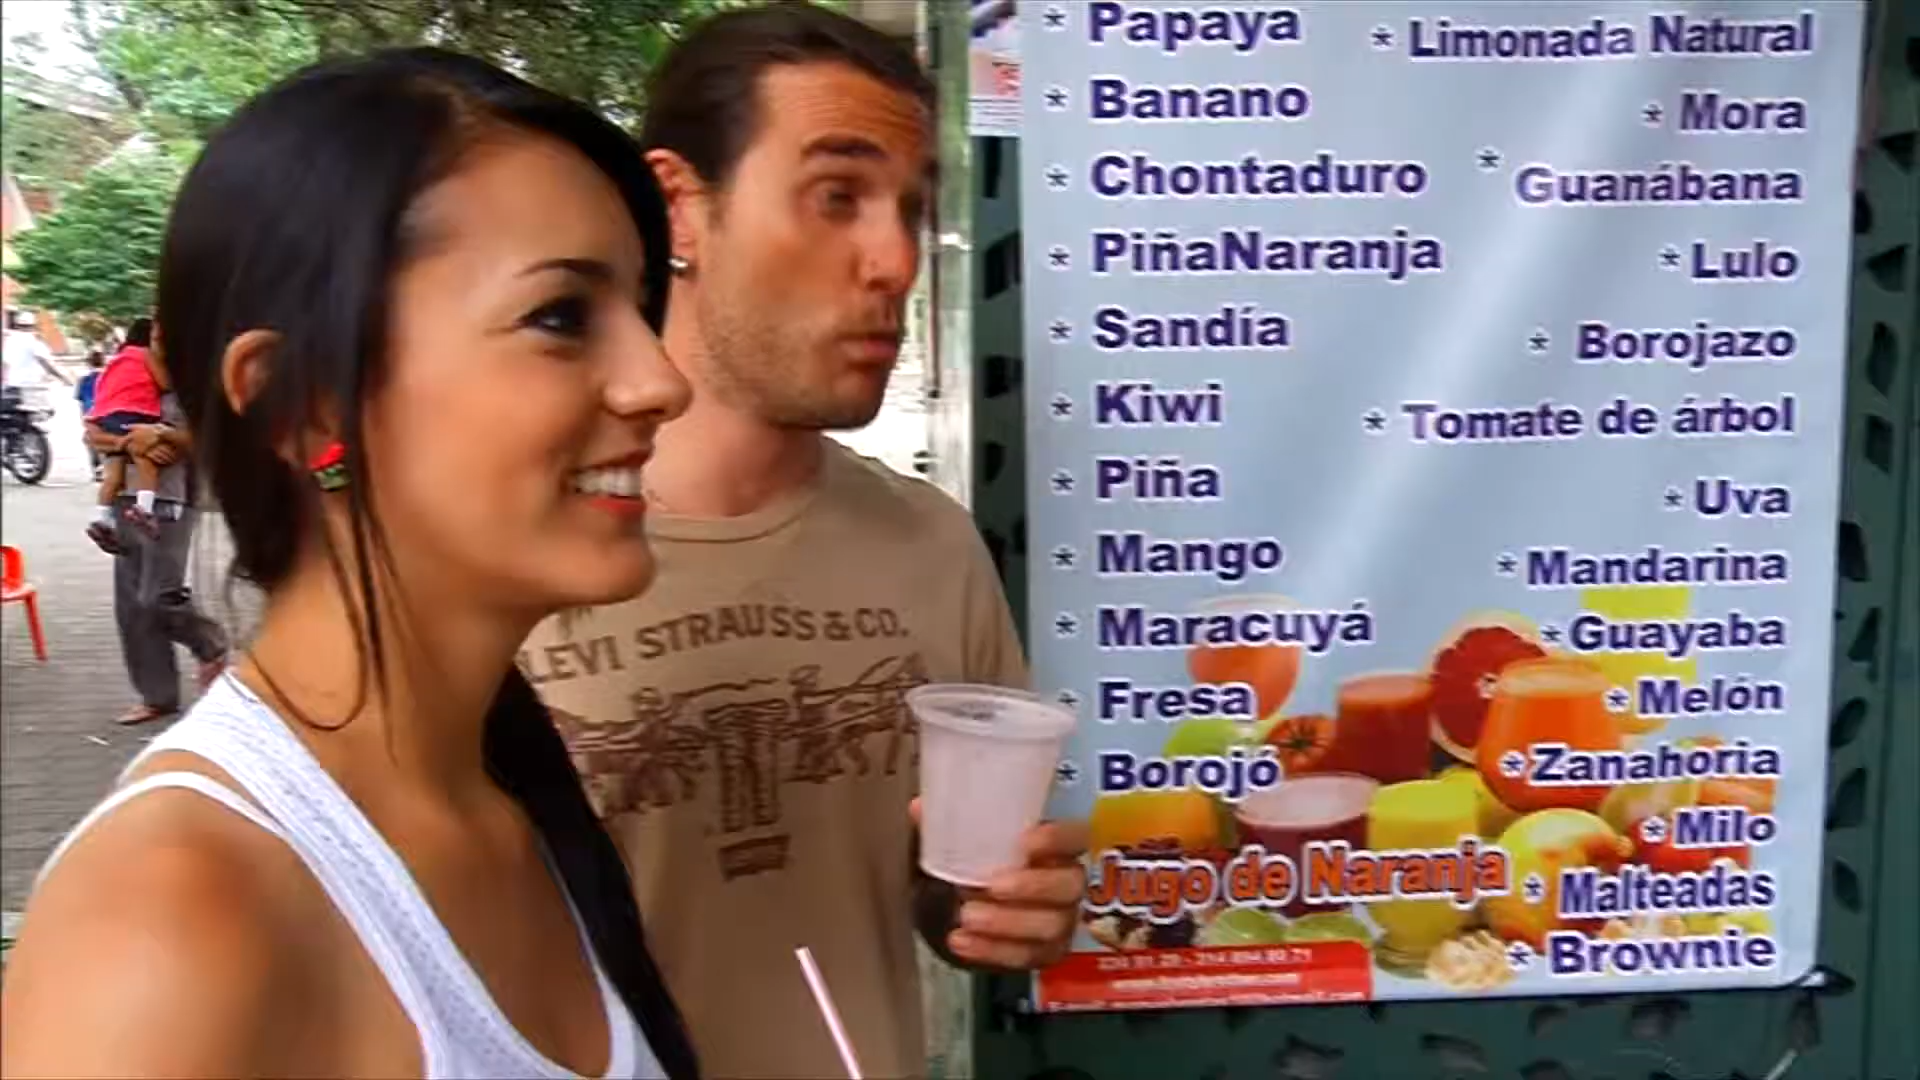 * Papaya
* Banano
* Chontaduro
* PiñaNaranja
* Sandía
* Kiwi
* Piña
* Mango
* Maracuyá
* Fresa
* Borojó
Jugo de Naranja
* Limonada Natural
* Mora
* Guanábana
* Lulo
* Borojazo
* Tomate de árbol
* Uva
* Mandarina
* Guayaba
* Melón
* Zanahoria
* Milo
* Malteadas
* Brownie
LEVI STRAUSS & CO.